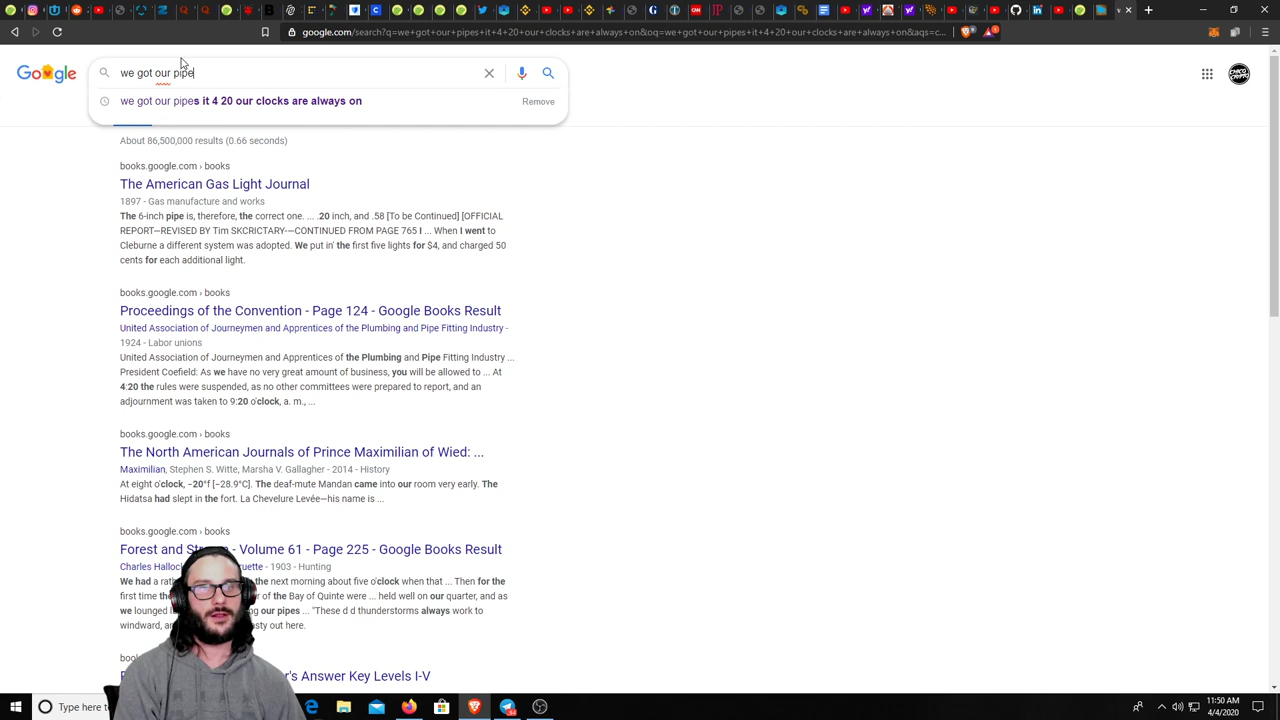 google.com/search?q=we+got+our+pipes+it+4+20+our+clocks+are+always+on&oq=we+got+our+pipes+it+4+20+our+clocks+are+always+on&aqs=c...
Google
we got our pipe
we got our pipes it 4 20 our clocks are always on
Remove
About 86,500,000 results (0.66 seconds)
books.google.com › books
The American Gas Light Journal
1897 - Gas manufacture and works
The 6-inch pipe is, therefore, the correct one. ... .20 inch, and .58 [To be Continued] [OFFICIAL
REPORT—REVISED BY Tim SKCRICTARY-—CONTINUED FROM PAGE 765 I ... When I went to
Cleburne a different system was adopted. We put in' the first five lights for $4, and charged 50
cents for each additional light.
books.google.com › books
Proceedings of the Convention - Page 124 - Google Books Result
United Association of Journeymen and Apprentices of the Plumbing and Pipe Fitting Industry -
1924 - Labor unions
United Association of Journeymen and Apprentices of the Plumbing and Pipe Fitting Industry ...
President Coefield: As we have no very great amount of business, you will be allowed to ... At
4:20 the rules were suspended, as no other committees were prepared to report, and an
adjournment was taken to 9:20 o'clock, a. m., ...
books.google.com › books
The North American Journals of Prince Maximilian of Wied: ...
Maximilian, Stephen S. Witte, Marsha V. Gallagher - 2014 - History
At eight o'clock, −20°f [−28.9°C]. The deaf-mute Mandan came into our room very early. The
Hidatsa had slept in the fort. La Chevelure Levée—his name is ...
books.google.com › books
Forest and Stream - Volume 61 - Page 225 - Google Books Result
Charles Hallock - 1903 - Hunting
We had a the next morning about five o'clock when that ... Then for the
first time of the Bay of Quinte were ... held well on our quarter, and as
we lounged our pipes ... "These d d thunderstorms always work to
windward, out here.
's Answer Key Levels I-V
Type here
11:50 AM
4/4/2020
CHICO
CRYPTO